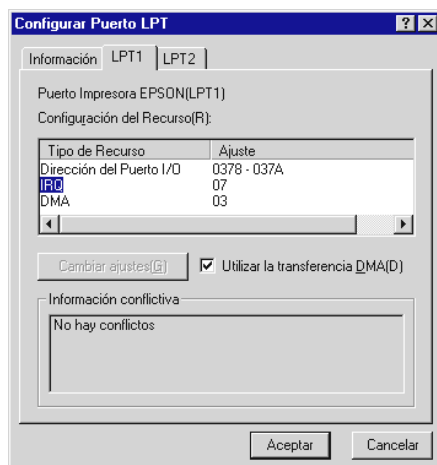 Configurar Puerto LPT
Información LPT1 LPT2
Puerto Impresora EPSON(LPT1)
Configuración del Recurso(R):
Tipo de Recurso Ajuste
Dirección del Puerto I/O 0378 - 037A
IRQ 07
DMA 03
Cambiar ajustes(G) Utilizar la transferencia DMA(D)
Información conflictiva
No hay conflictos
Aceptar Cancelar